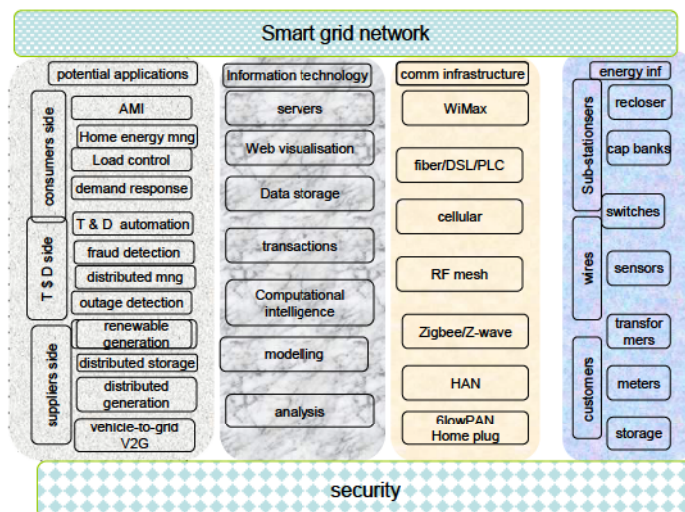 Smart grid network
potential applications
consumers side
T $ D side
suppliers side
AMI
Home energy mng
Load control
demand response
T & D automation
fraud detection
distributed mng
outage detection
renewable
generation
distributed storage
distributed
generation
vehicle-to-grid
V2G
Information technology
servers
Web visualisation
Data storage
transactions
Computational
intelligence
modelling
analysis
comm infrastructure
WiMax
fiber/DSL/PLC
cellular
RF mesh
Zigbee/Z-wave
HAN
6lowPAN
Home plug
energy inf
Sub-stationsers
wires
customers
recloser
cap banks
switches
sensors
transfor
mers
meters
storage
security